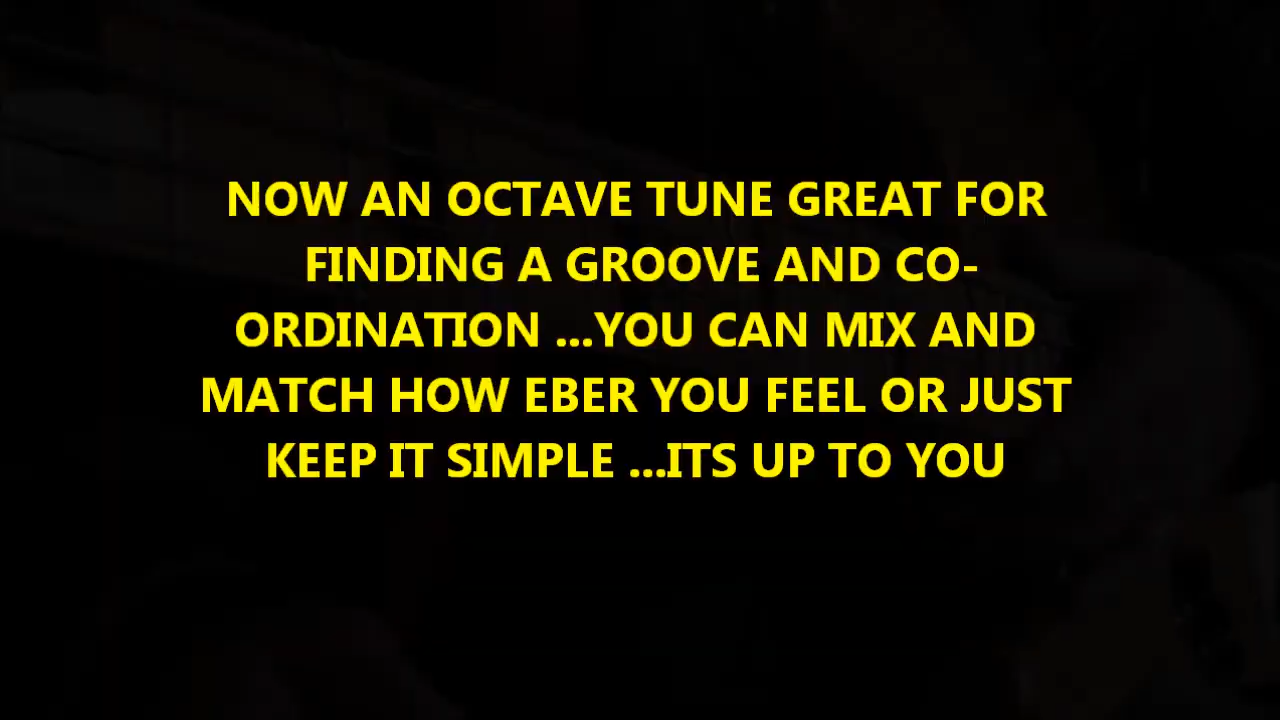 NOW AN OCTAVE TUNE GREAT FOR
FINDING A GROOVE AND CO-
ORDINATION ...YOU CAN MIX AND
MATCH HOW EBER YOU FEEL OR JUST
KEEP IT SIMPLE ...ITS UP TO YOU